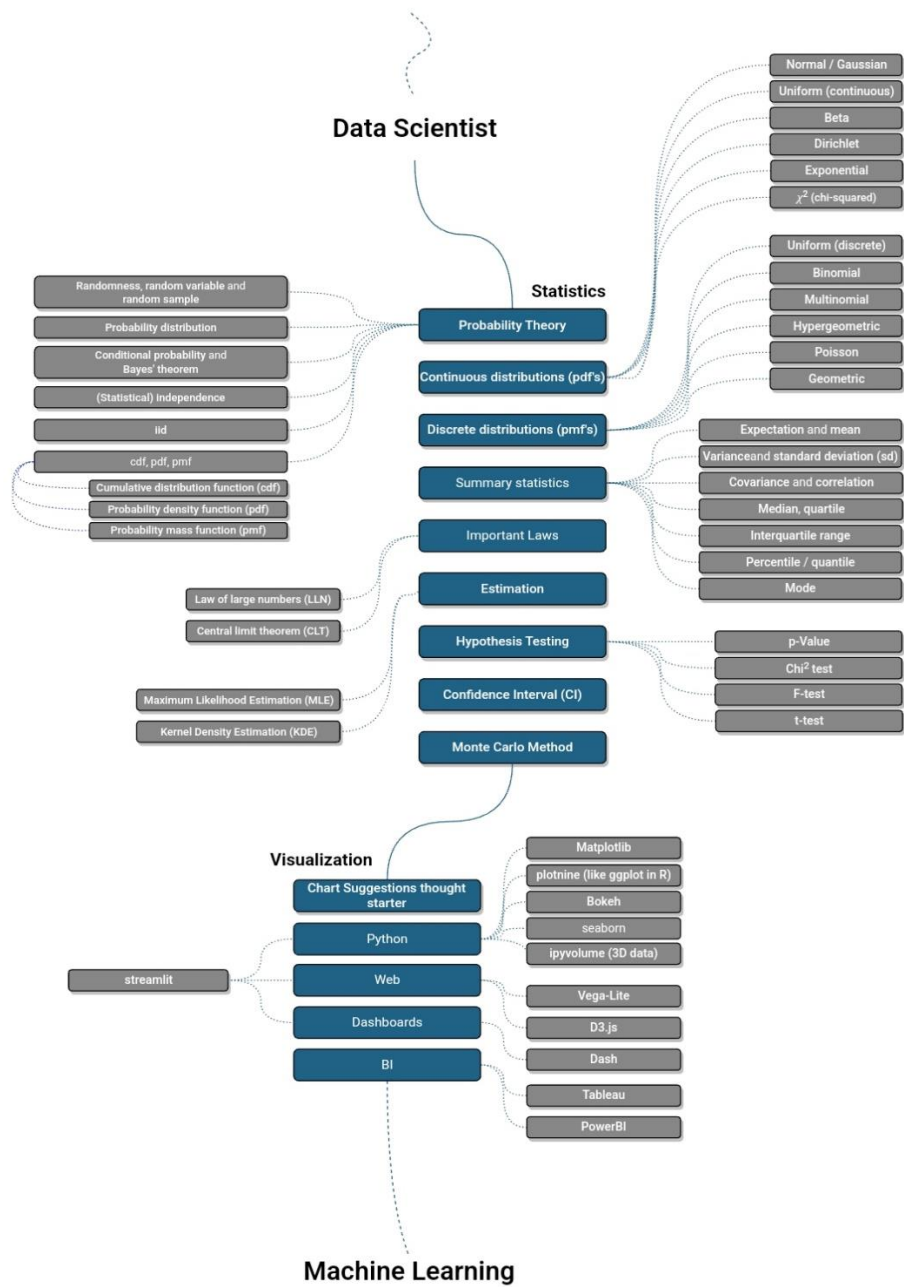 Data Scientist
Normal / Gaussian
Uniform (continuous)
Beta
Dirichlet
Exponential
χ² (chi-squared)
Uniform (discrete)
Binomial
Multinomial
Hypergeometric
Poisson
Geometric
Statistics
Probability Theory
Continuous distributions (pdf's)
Discrete distributions (pmf's)
Summary statistics
Important Laws
Estimation
Hypothesis Testing
Confidence Interval (CI)
Monte Carlo Method
Randomness, random variable and
random sample
Probability distribution
Conditional probability and
Bayes' theorem
(Statistical) independence
iid
cdf, pdf, pmf
Cumulative distribution function (cdf)
Probability density function (pdf)
Probability mass function (pmf)
Law of large numbers (LLN)
Central limit theorem (CLT)
Maximum Likelihood Estimation (MLE)
Kernel Density Estimation (KDE)
Expectation and mean
Varianceand standard deviation (sd)
Covariance and correlation
Median, quartile
Interquartile range
Percentile / quantile
Mode
p-Value
Chi² test
F-test
t-test
Visualization
Chart Suggestions thought
starter
Python
Web
Dashboards
BI
streamlit
Matplotlib
plotnine (like ggplot in R)
Bokeh
seaborn
ipyvolume (3D data)
Vega-Lite
D3.js
Dash
Tableau
PowerBI
Machine Learning